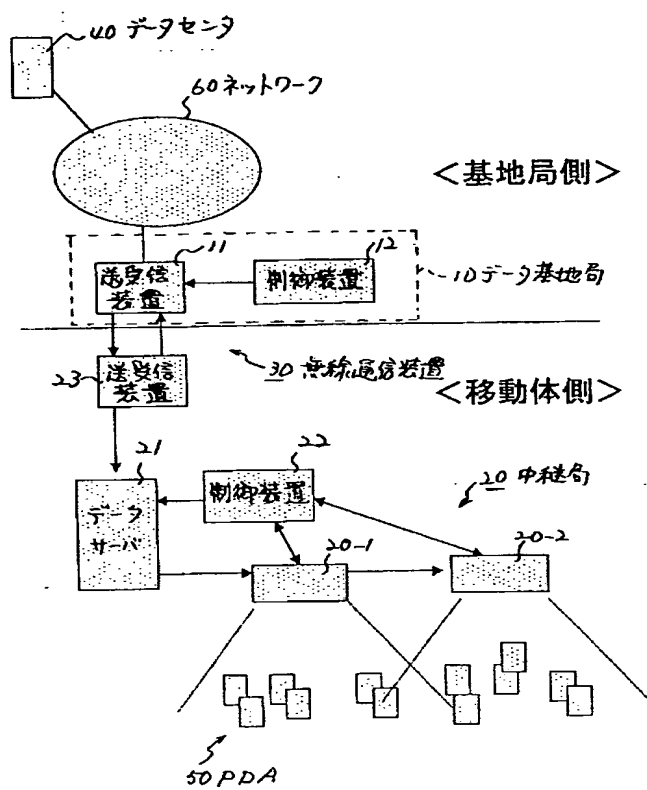 40 データセンタ
60 ネットワーク
<基地局側>
11
12
送受信
装置
制御装置
10 データ基地局
30 無線通信装置
23
送受信
装置
<移動体側>
21
22
データ
サーバ
制御装置
20 中継局
20-1
20-2
50 PDA